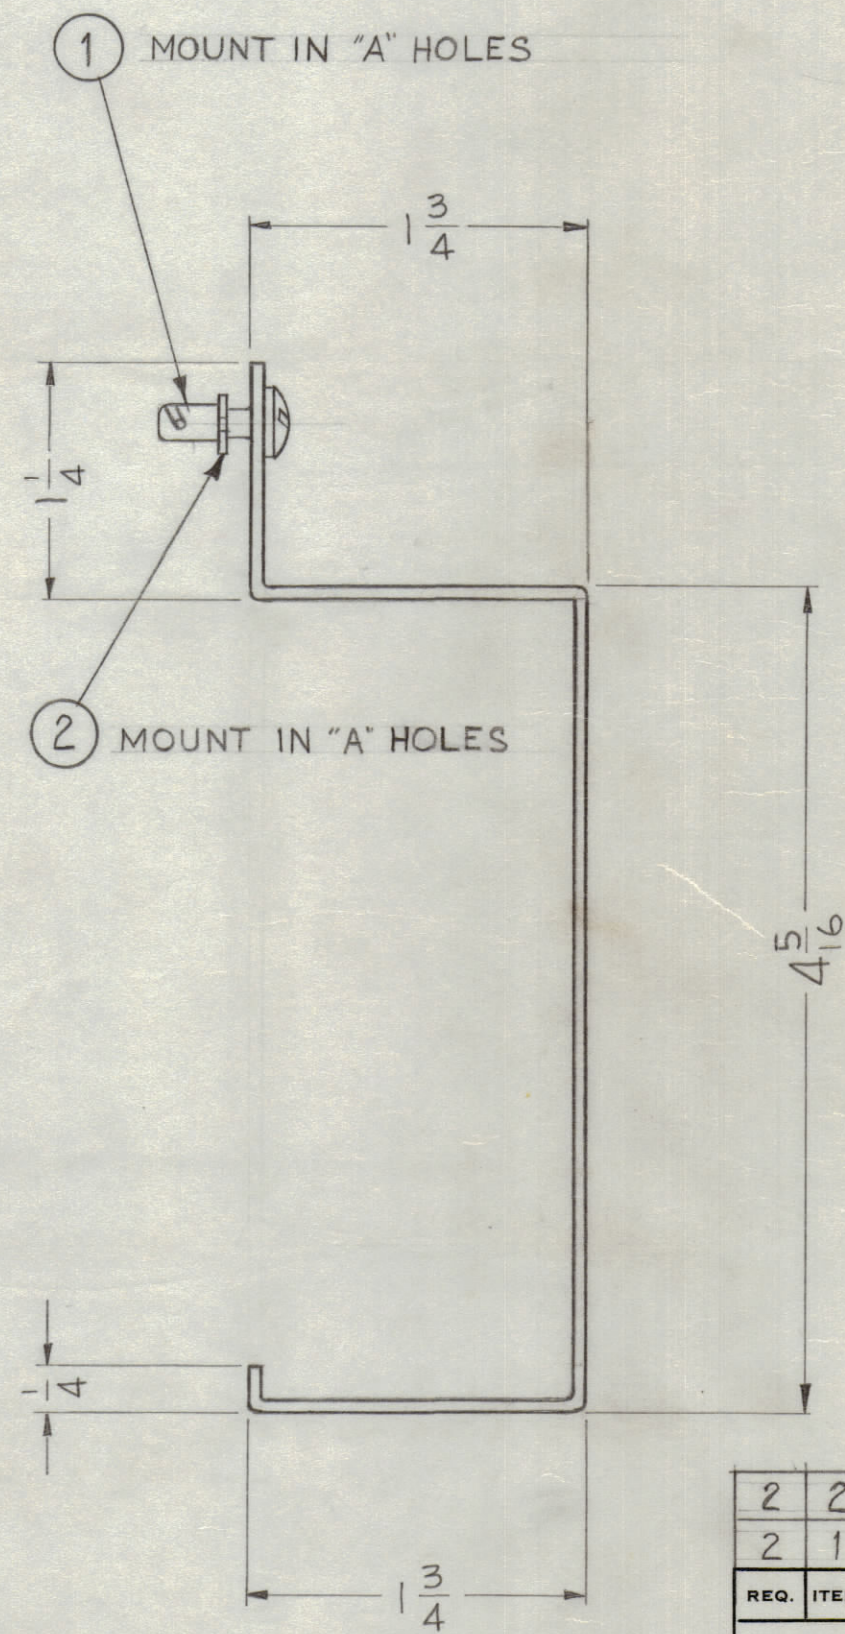 1 MOUNT IN "A" HOLES
1 3/4
1 1/4
2 MOUNT IN "A" HOLES
4 5/16
1/4
1 3/4
2 2
2 1
REQ. ITE